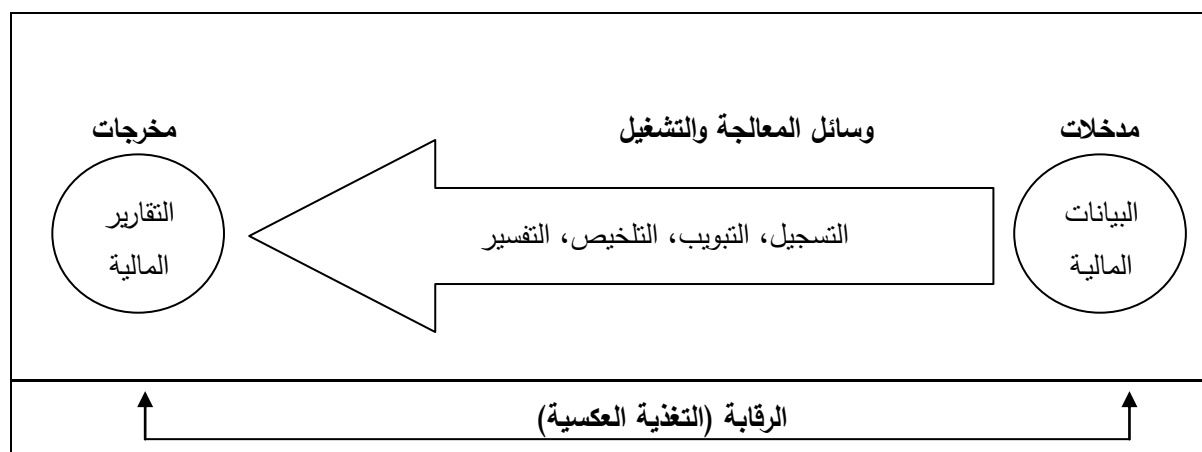 مدخلات
وسائل المعالجة والتشغيل
مخرجات
البيانات
المالية
التسجيل، التبويب، التلخيص، التفسير
التقارير
المالية
الرقابة (التغذية العكسية)